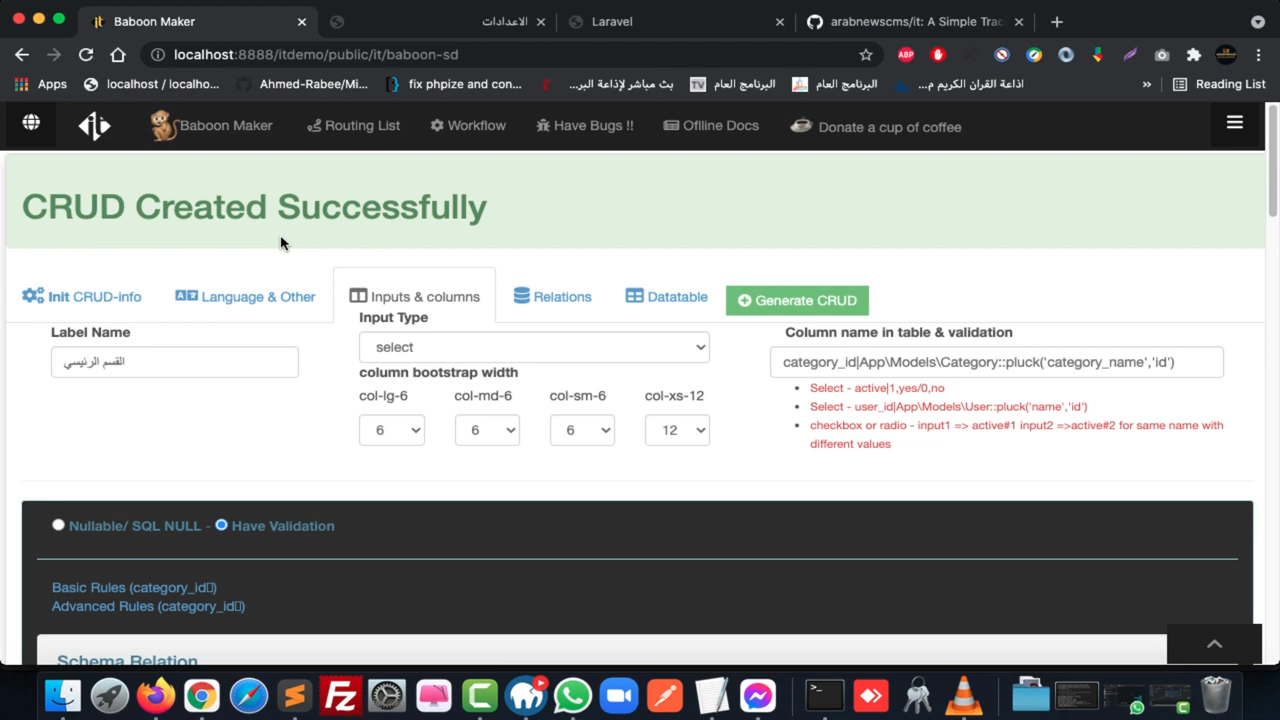 Baboon Maker
الاعدادات
Laravel
arabnewscms/it: A Simple Trac
localhost:8888/itdemo/public/it/baboon-sd
ABP
Apps
localhost / localho...
Ahmed-Rabee/Mi...
fix phpize and con...
بث مباشر لإذاعة البر...
TV
البرنامج العام
البرنامج العام
اذاعة القران الكريم م...
»
Reading List
it
Baboon Maker
Routing List
Workflow
Have Bugs !!
Oflline Docs
Donate a cup of coffee
CRUD Created Successfully
Init CRUD-info
Language & Other
Inputs & columns
Relations
Datatable
Generate CRUD
Label Name
القسم الرئيسي
Input Type
select
column bootstrap width
col-lg-6
col-md-6
col-sm-6
col-xs-12
6
6
6
12
Column name in table & validation
category_id|App\Models\Category::pluck('category_name','id')
Select - active|1,yes/0,no
Select - user_id|App\Models\User::pluck('name','id')
checkbox or radio - input1 => active#1 input2 =>active#2 for same name with
different values
Nullable/ SQL NULL - Have Validation
Basic Rules (category_id▯)
Advanced Rules (category_id▯)
Schema Relation
Fz
C